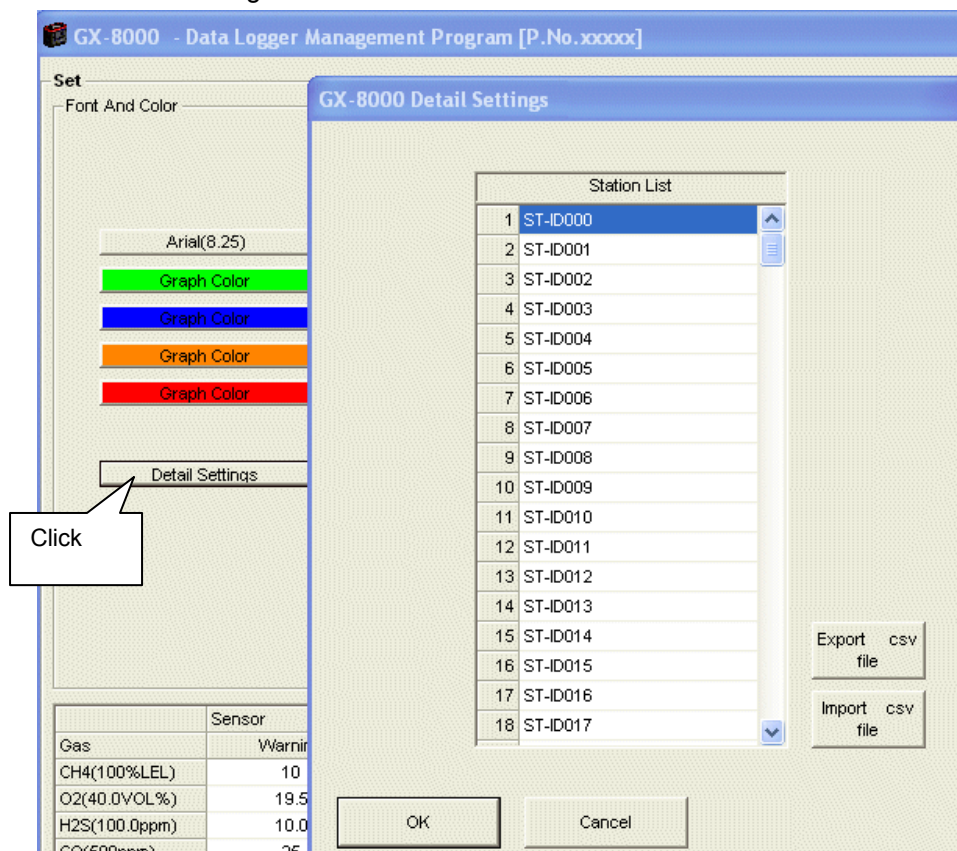 GX-8000 - Data Logger Management Program [P.No.xxxxx]
Set
Font And Color
Arial(8.25)
Graph Color
Graph Color
Graph Color
Graph Color
Detail Settings
Click
Sensor
Gas
CH4(100%LEL) 10
O2(40.0VOL%) 19.5
H2S(100.0ppm) 10.0
GX-8000 Detail Settings
Station List
1 ST-ID000
2 ST-ID001
3 ST-ID002
4 ST-ID003
5 ST-ID004
6 ST-ID005
7 ST-ID006
8 ST-ID007
9 ST-ID008
10 ST-ID009
11 ST-ID010
12 ST-ID011
13 ST-ID012
14 ST-ID013
15 ST-ID014
16 ST-ID015
17 ST-ID016
18 ST-ID017
Export csv
file
Import csv
file
OK Cancel